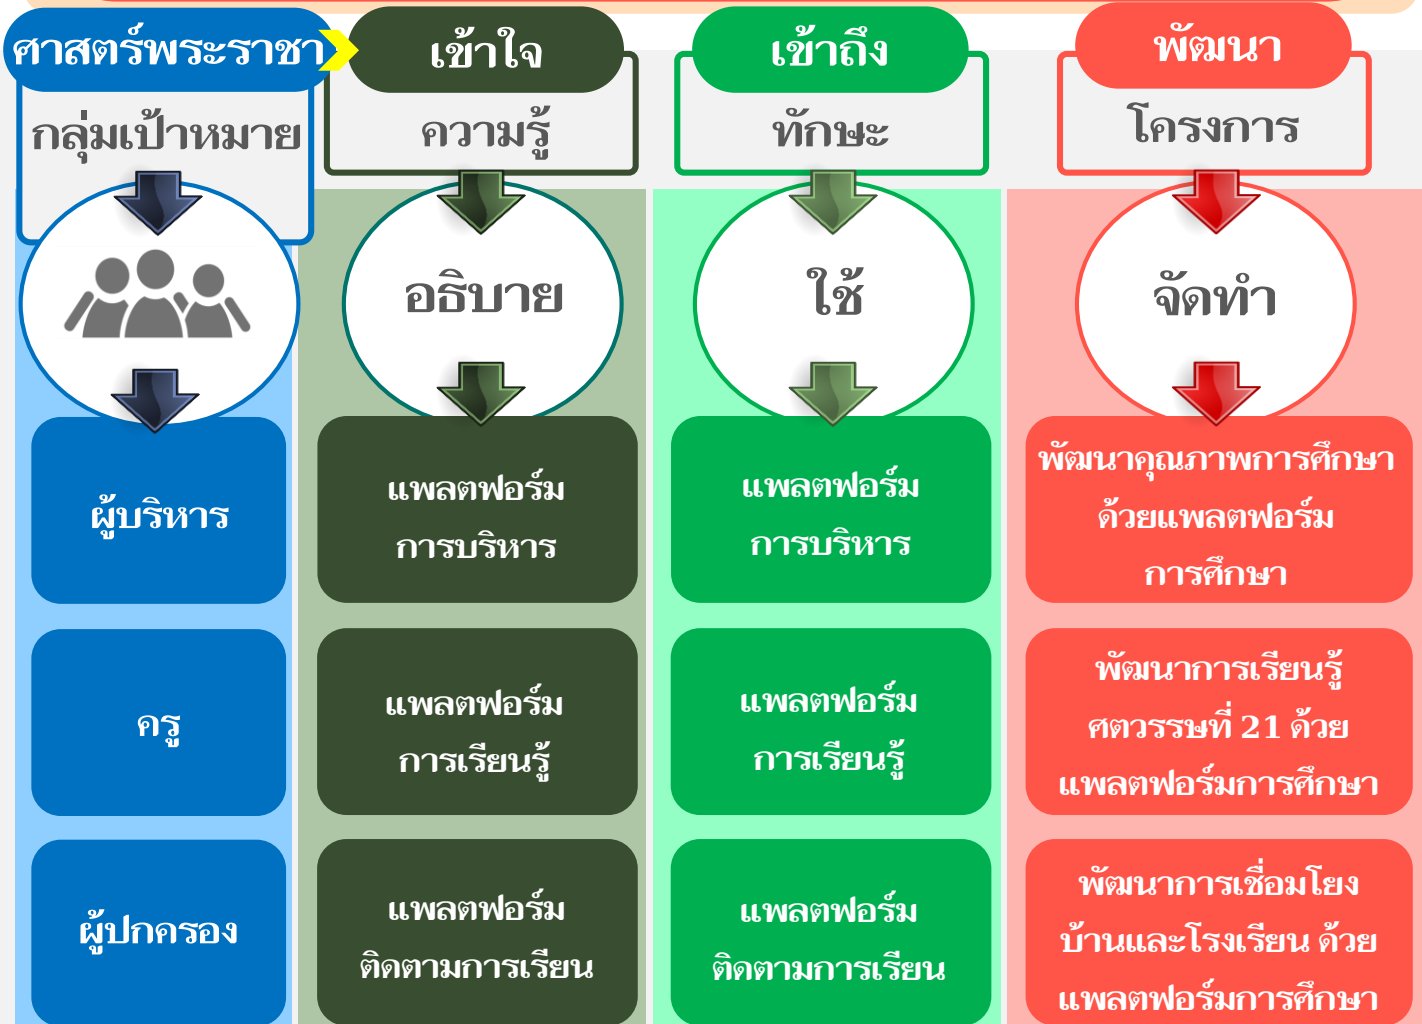 ศาสตร์พระราชา
เข้าใจ
เข้าถึง
พัฒนา
กลุ่มเป้าหมาย
ความรู้
ทักษะ
โครงการ
อธิบาย
ใช้
จัดทำ
ผู้บริหาร
แพลตฟอร์ม
การบริหาร
แพลตฟอร์ม
การบริหาร
พัฒนาคุณภาพการศึกษา
ด้วยแพลตฟอร์ม
การศึกษา
ครู
แพลตฟอร์ม
การเรียนรู้
แพลตฟอร์ม
การเรียนรู้
พัฒนาการเรียนรู้
ศตวรรษที่ 21 ด้วย
แพลตฟอร์มการศึกษา
ผู้ปกครอง
แพลตฟอร์ม
ติดตามการเรียน
แพลตฟอร์ม
ติดตามการเรียน
พัฒนาการเชื่อมโยง
บ้านและโรงเรียน ด้วย
แพลตฟอร์มการศึกษา